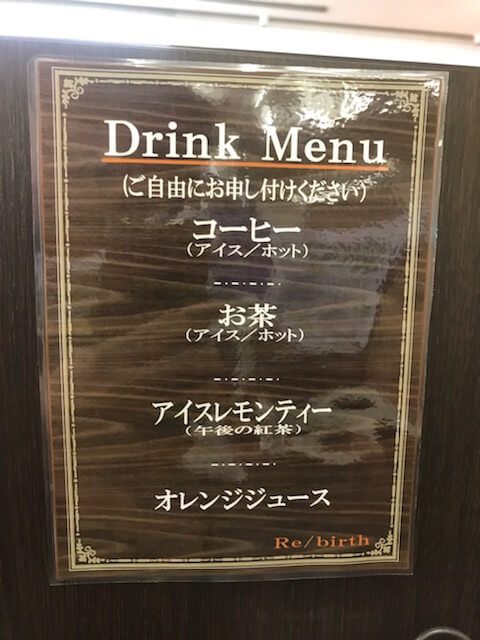 Drink Menu
(ご自由にお申し付けください)
コーヒー
(アイス/ホット)
お茶
(アイス/ホット)
アイスレモンティー
(午後の紅茶)
オレンジジュース
Re/birth